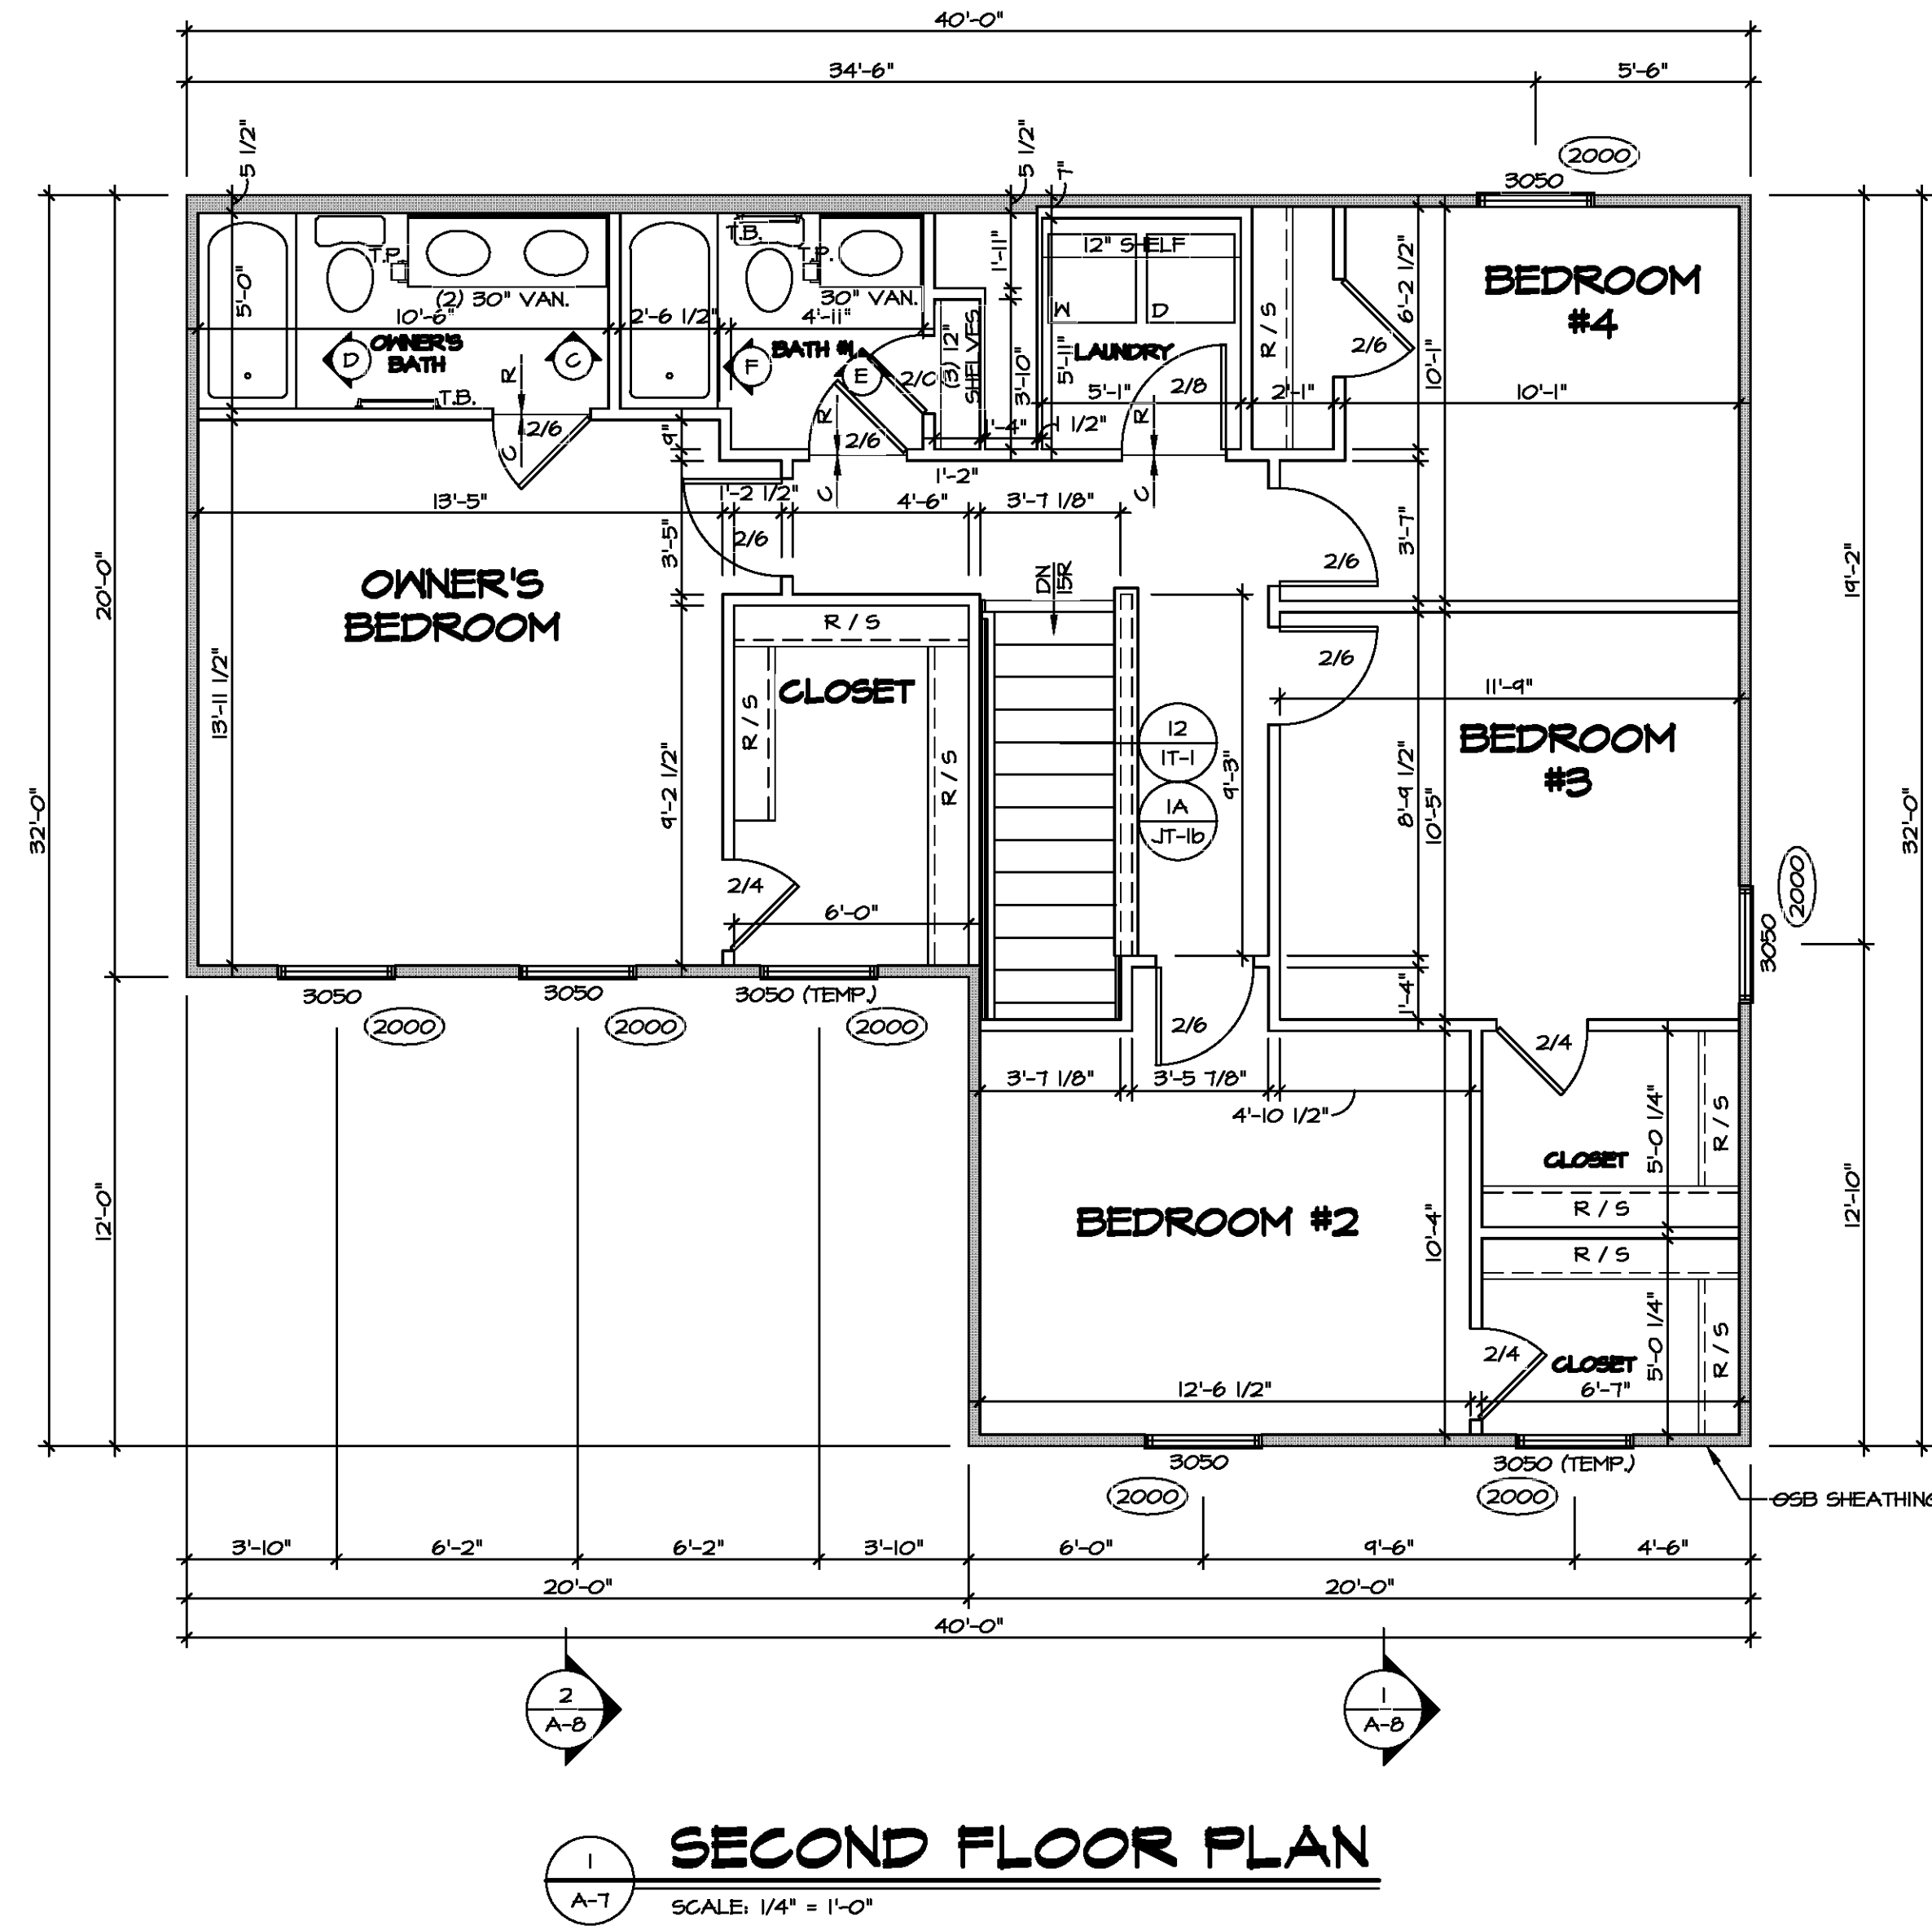 40'-0"
34'-6"
5'-6"
5 1/2"
5 1/2"
7"
2000
3050
T.B.
T.P.
T.P.
12" SHELF
1'-11"
6'-2 1/2"
BEDROOM
#4
5'-0"
(2) 30" VAN.
30" VAN.
W
D
R / S
10'-6"
2'-6 1/2"
4'-11"
(3) 12"
SHELVES
OWNER'S
BATH
D
C
F
BATH #1
E
LAUNDRY
5'-11"
3'-10"
2/6
10'-1"
R
T.B.
2/0
5'-1"
2/8
2'-1"
10'-1"
2/6
C
9"
R
2/6
1'-4"
1 1/2"
R
1'-2"
C
C
13'-5"
1'-2 1/2"
4'-6"
3'-7 1/8"
3'-5"
2/6
3'-7"
2/6
20'-0"
19'-2"
OWNER'S
BEDROOM
DN
15R
R / S
2/6
13'-11 1/2"
CLOSET
R / S
11'-9"
12
1T-1
BEDROOM
#3
9'-2 1/2"
R / S
9'-3"
8'-9 1/2"
10'-5"
32'-0"
32'-0"
1A
JT-1b
2/4
6'-0"
2000
3050
3050
3050
3050 (TEMP.)
1'-4"
2000
2000
2000
2/6
2/4
3'-7 1/8"
3'-5 7/8"
4'-10 1/2"
5'-0 1/4"
R / S
CLOSET
12'-0"
12'-10"
BEDROOM #2
10'-4"
R / S
R / S
5'-0 1/4"
R / S
2/4
CLOSET
12'-6 1/2"
6'-7"
3050
3050 (TEMP.)
2000
2000
OSB SHEATHING
3'-10"
6'-2"
6'-2"
3'-10"
6'-0"
9'-6"
4'-6"
20'-0"
20'-0"
40'-0"
2
A-8
1
A-8
1
A-7
SECOND FLOOR PLAN
SCALE: 1/4" = 1'-0"